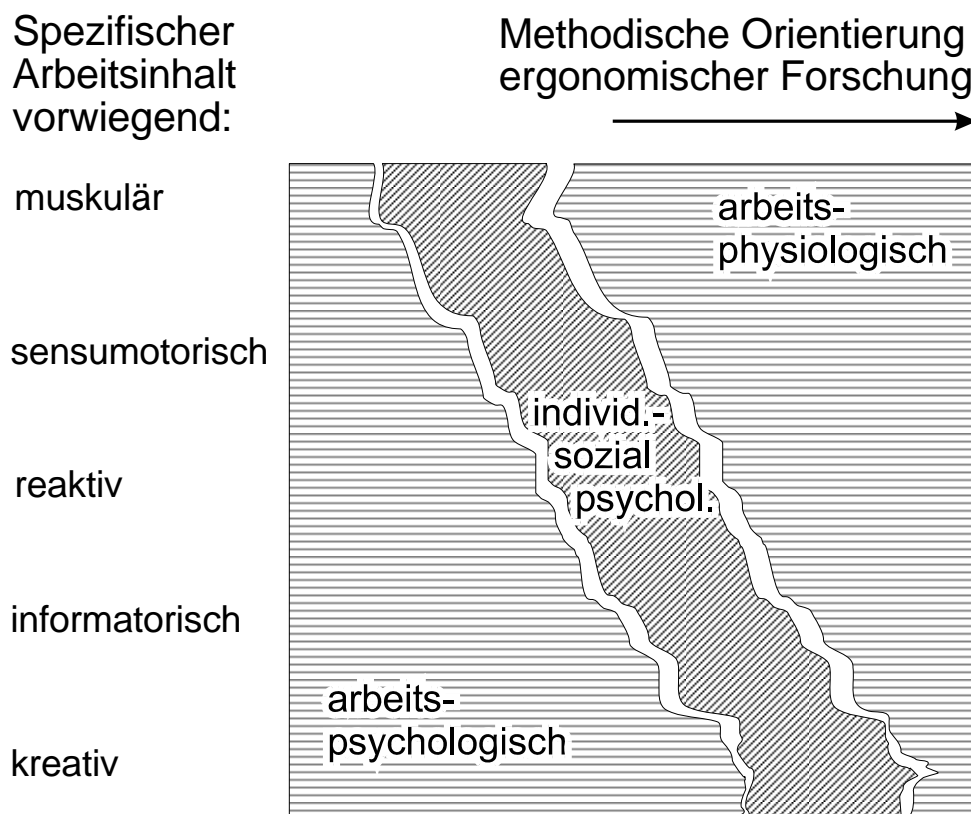 Spezifischer
Arbeitsinhalt
vorwiegend:
Methodische Orientierung
ergonomischer Forschung
muskulär
arbeits-
physiologisch
sensumotorisch
individ.-
sozial
psychol.
reaktiv
informatorisch
arbeits-
psychologisch
kreativ